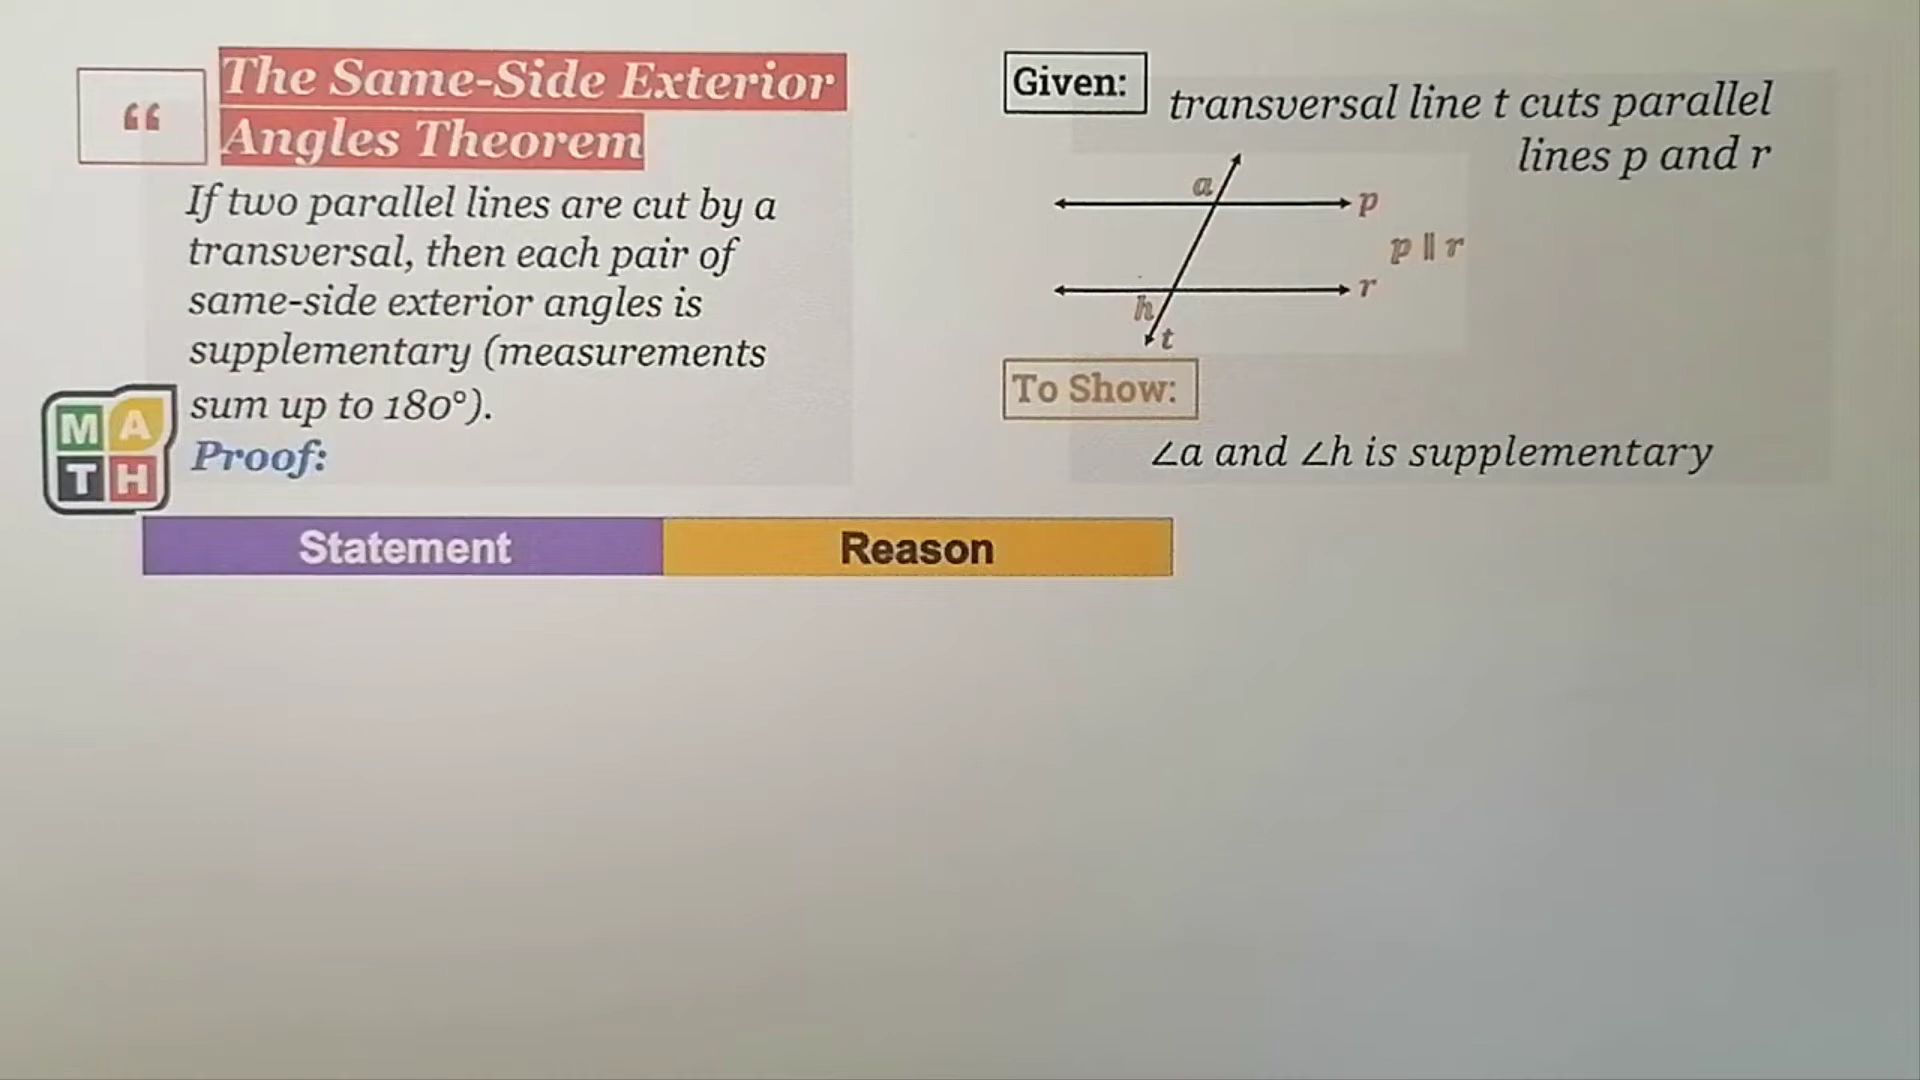 “
The Same-Side Exterior
Angles Theorem
If two parallel lines are cut by a
transversal, then each pair of
same-side exterior angles is
supplementary (measurements
sum up to 180°).
Proof:
M A
T H
Given:
transversal line t cuts parallel
lines p and r
a
p
p ∥ r
r
h
t
To Show:
∠a and ∠h is supplementary
Statement Reason